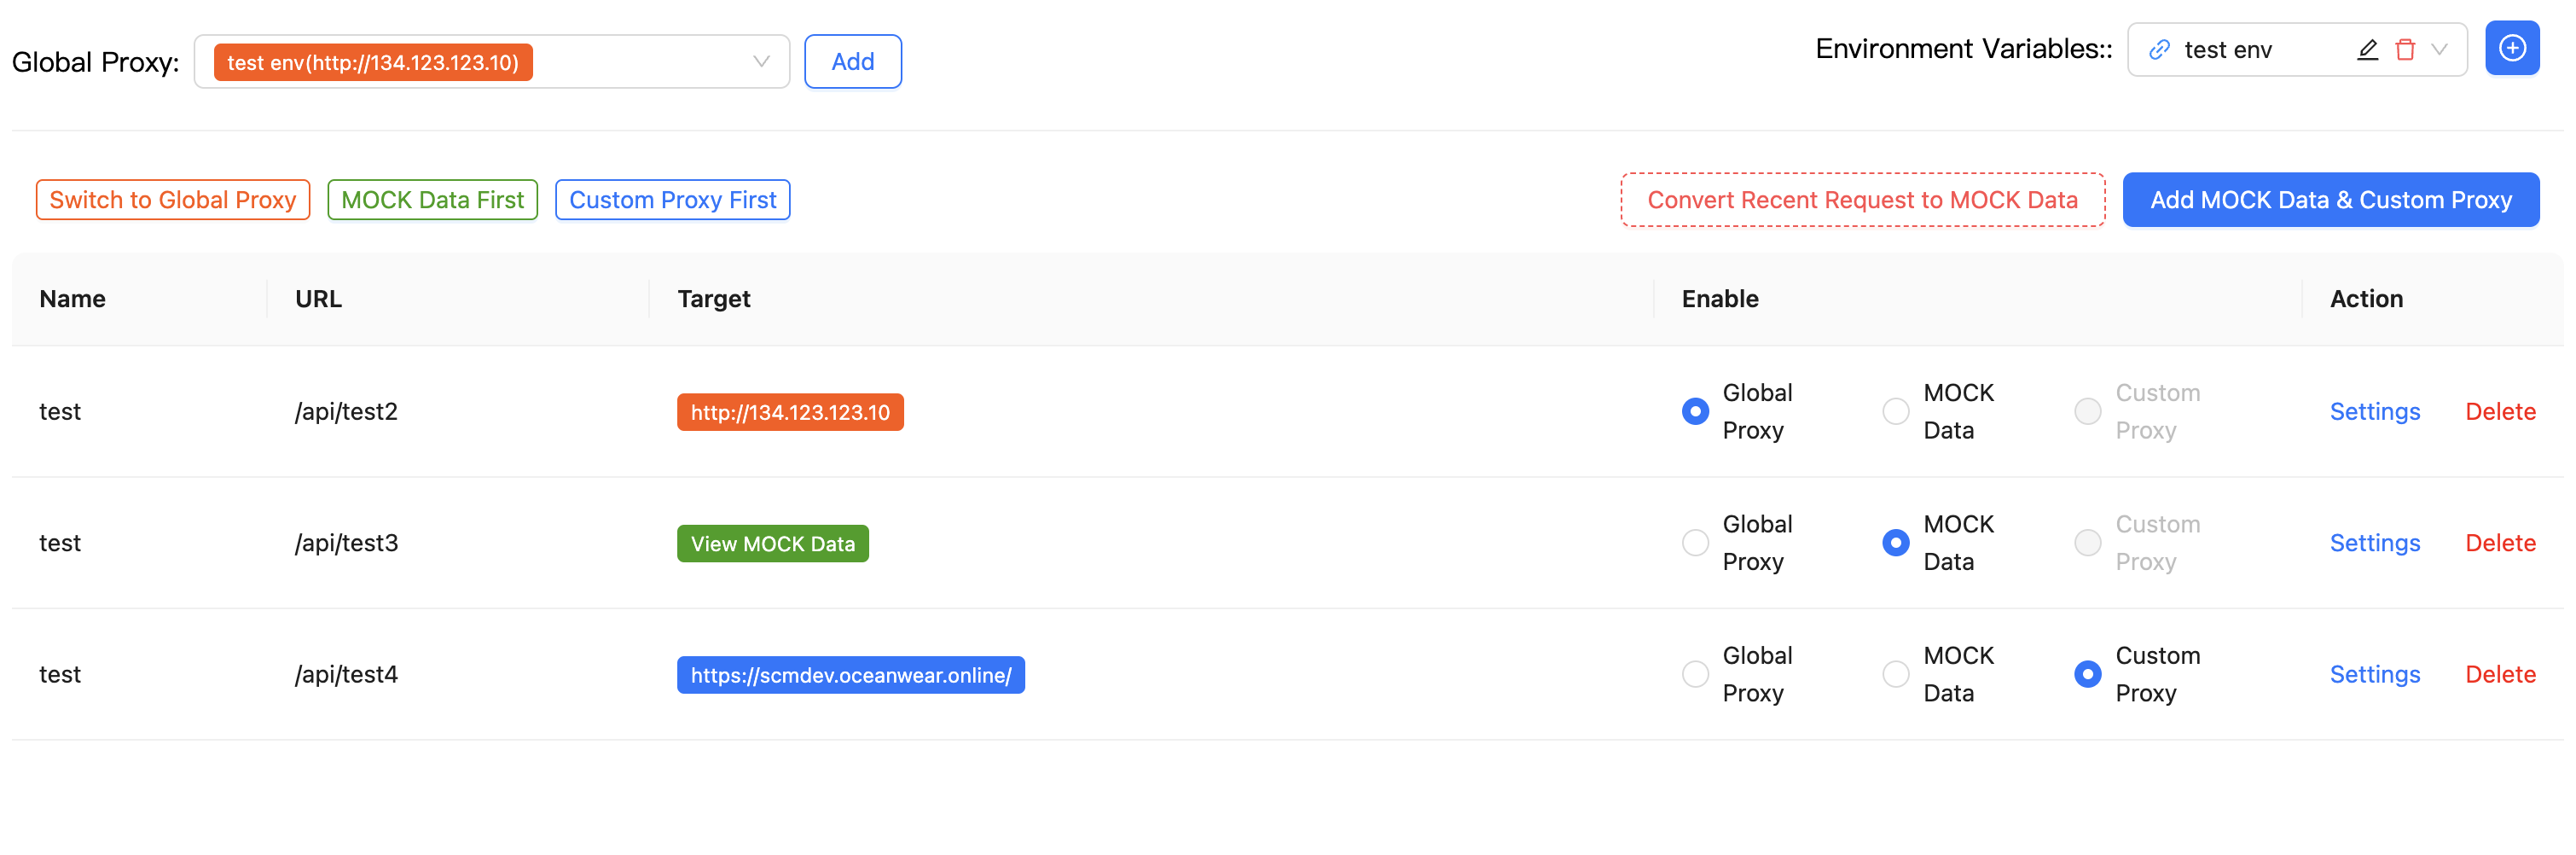 Global Proxy: test env(http://134.123.123.10) Add Environment Variables:: test env
Switch to Global Proxy MOCK Data First Custom Proxy First Convert Recent Request to MOCK Data Add MOCK Data & Custom Proxy
Name URL Target Enable Action
test /api/test2 http://134.123.123.10 Global Proxy MOCK Data Custom Proxy Settings Delete
test /api/test3 View MOCK Data Global Proxy MOCK Data Custom Proxy Settings Delete
test /api/test4 https://scmdev.oceanwear.online/ Global Proxy MOCK Data Custom Proxy Settings Delete